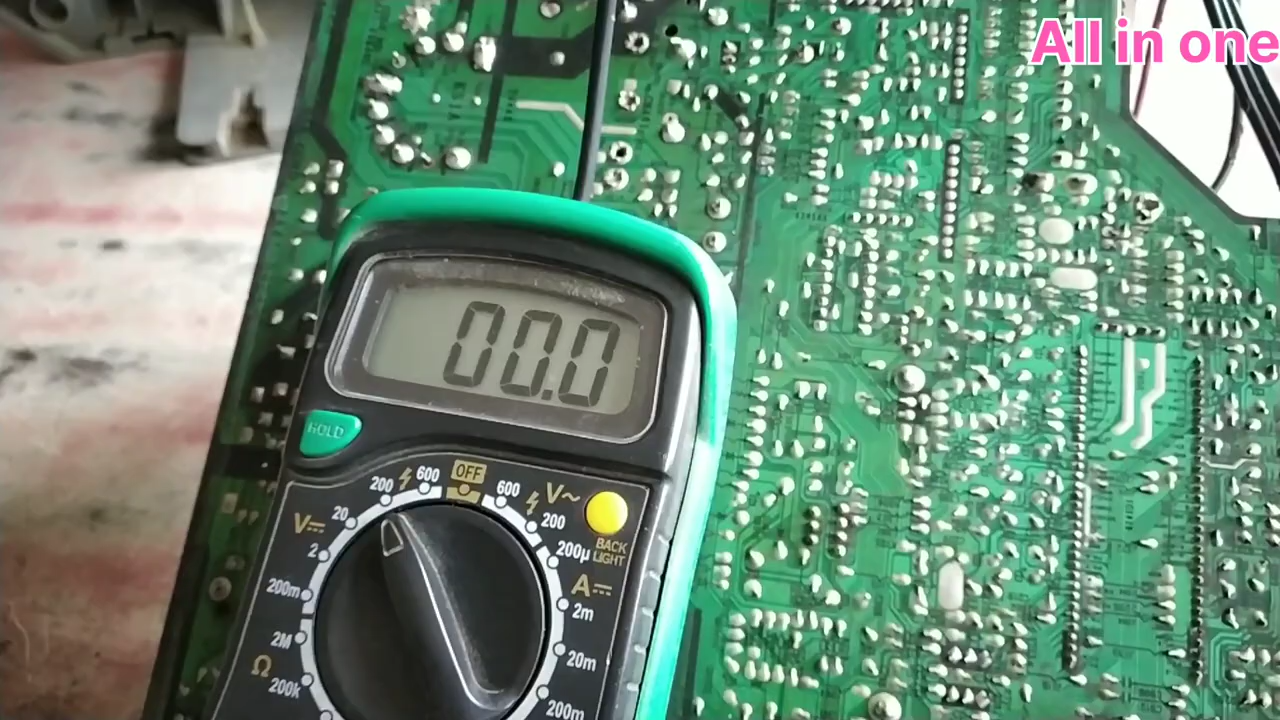 All in one
00.0
HOLD
OFF
200
600
600
V~
200
20
V⎓
2
200m
2M
Ω
200k
BACK
LIGHT
200µ
A⎓
2m
20m
200m